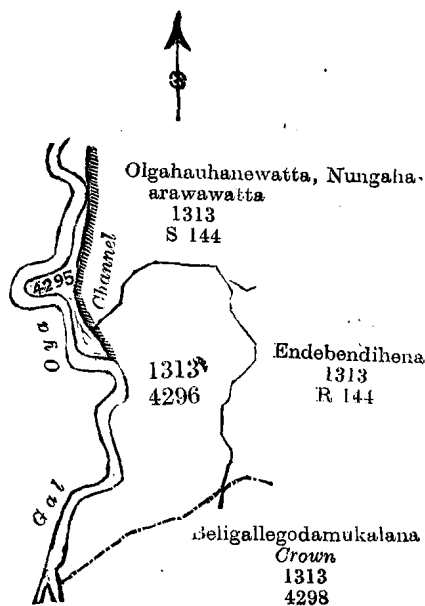 Olgahauhanewatta, Nungaha-
arawawatta
1313
S 144
4295
Channel
Oya
Endebendihena
1313
R 144
1313
4296
Gal
Beligallegodamukalana
Crown
1313
4298